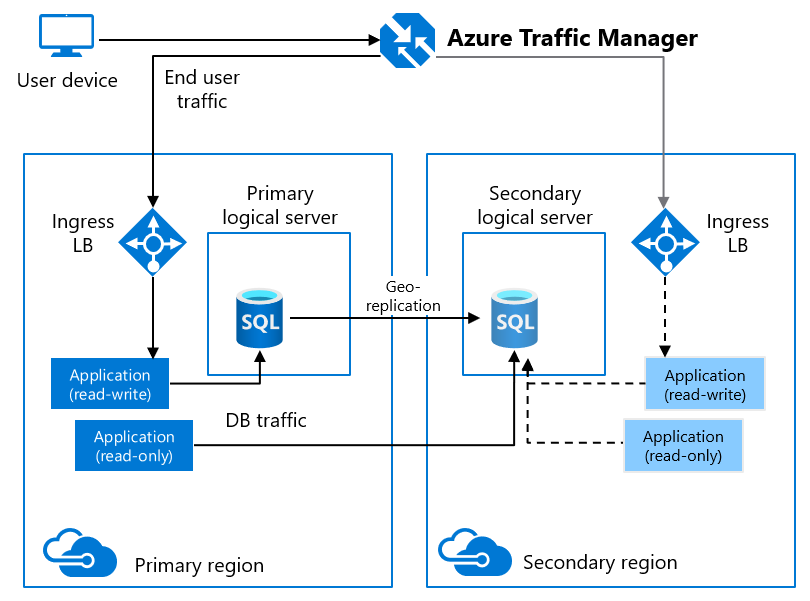 Azure Traffic Manager
User device
End user
traffic
Primary
logical server
Ingress
LB
SQL
Geo-
replication
Application
(read-write)
DB traffic
Application
(read-only)
Primary region
Secondary
logical server
Ingress
LB
SQL
Application
(read-write)
Application
(read-only)
Secondary region